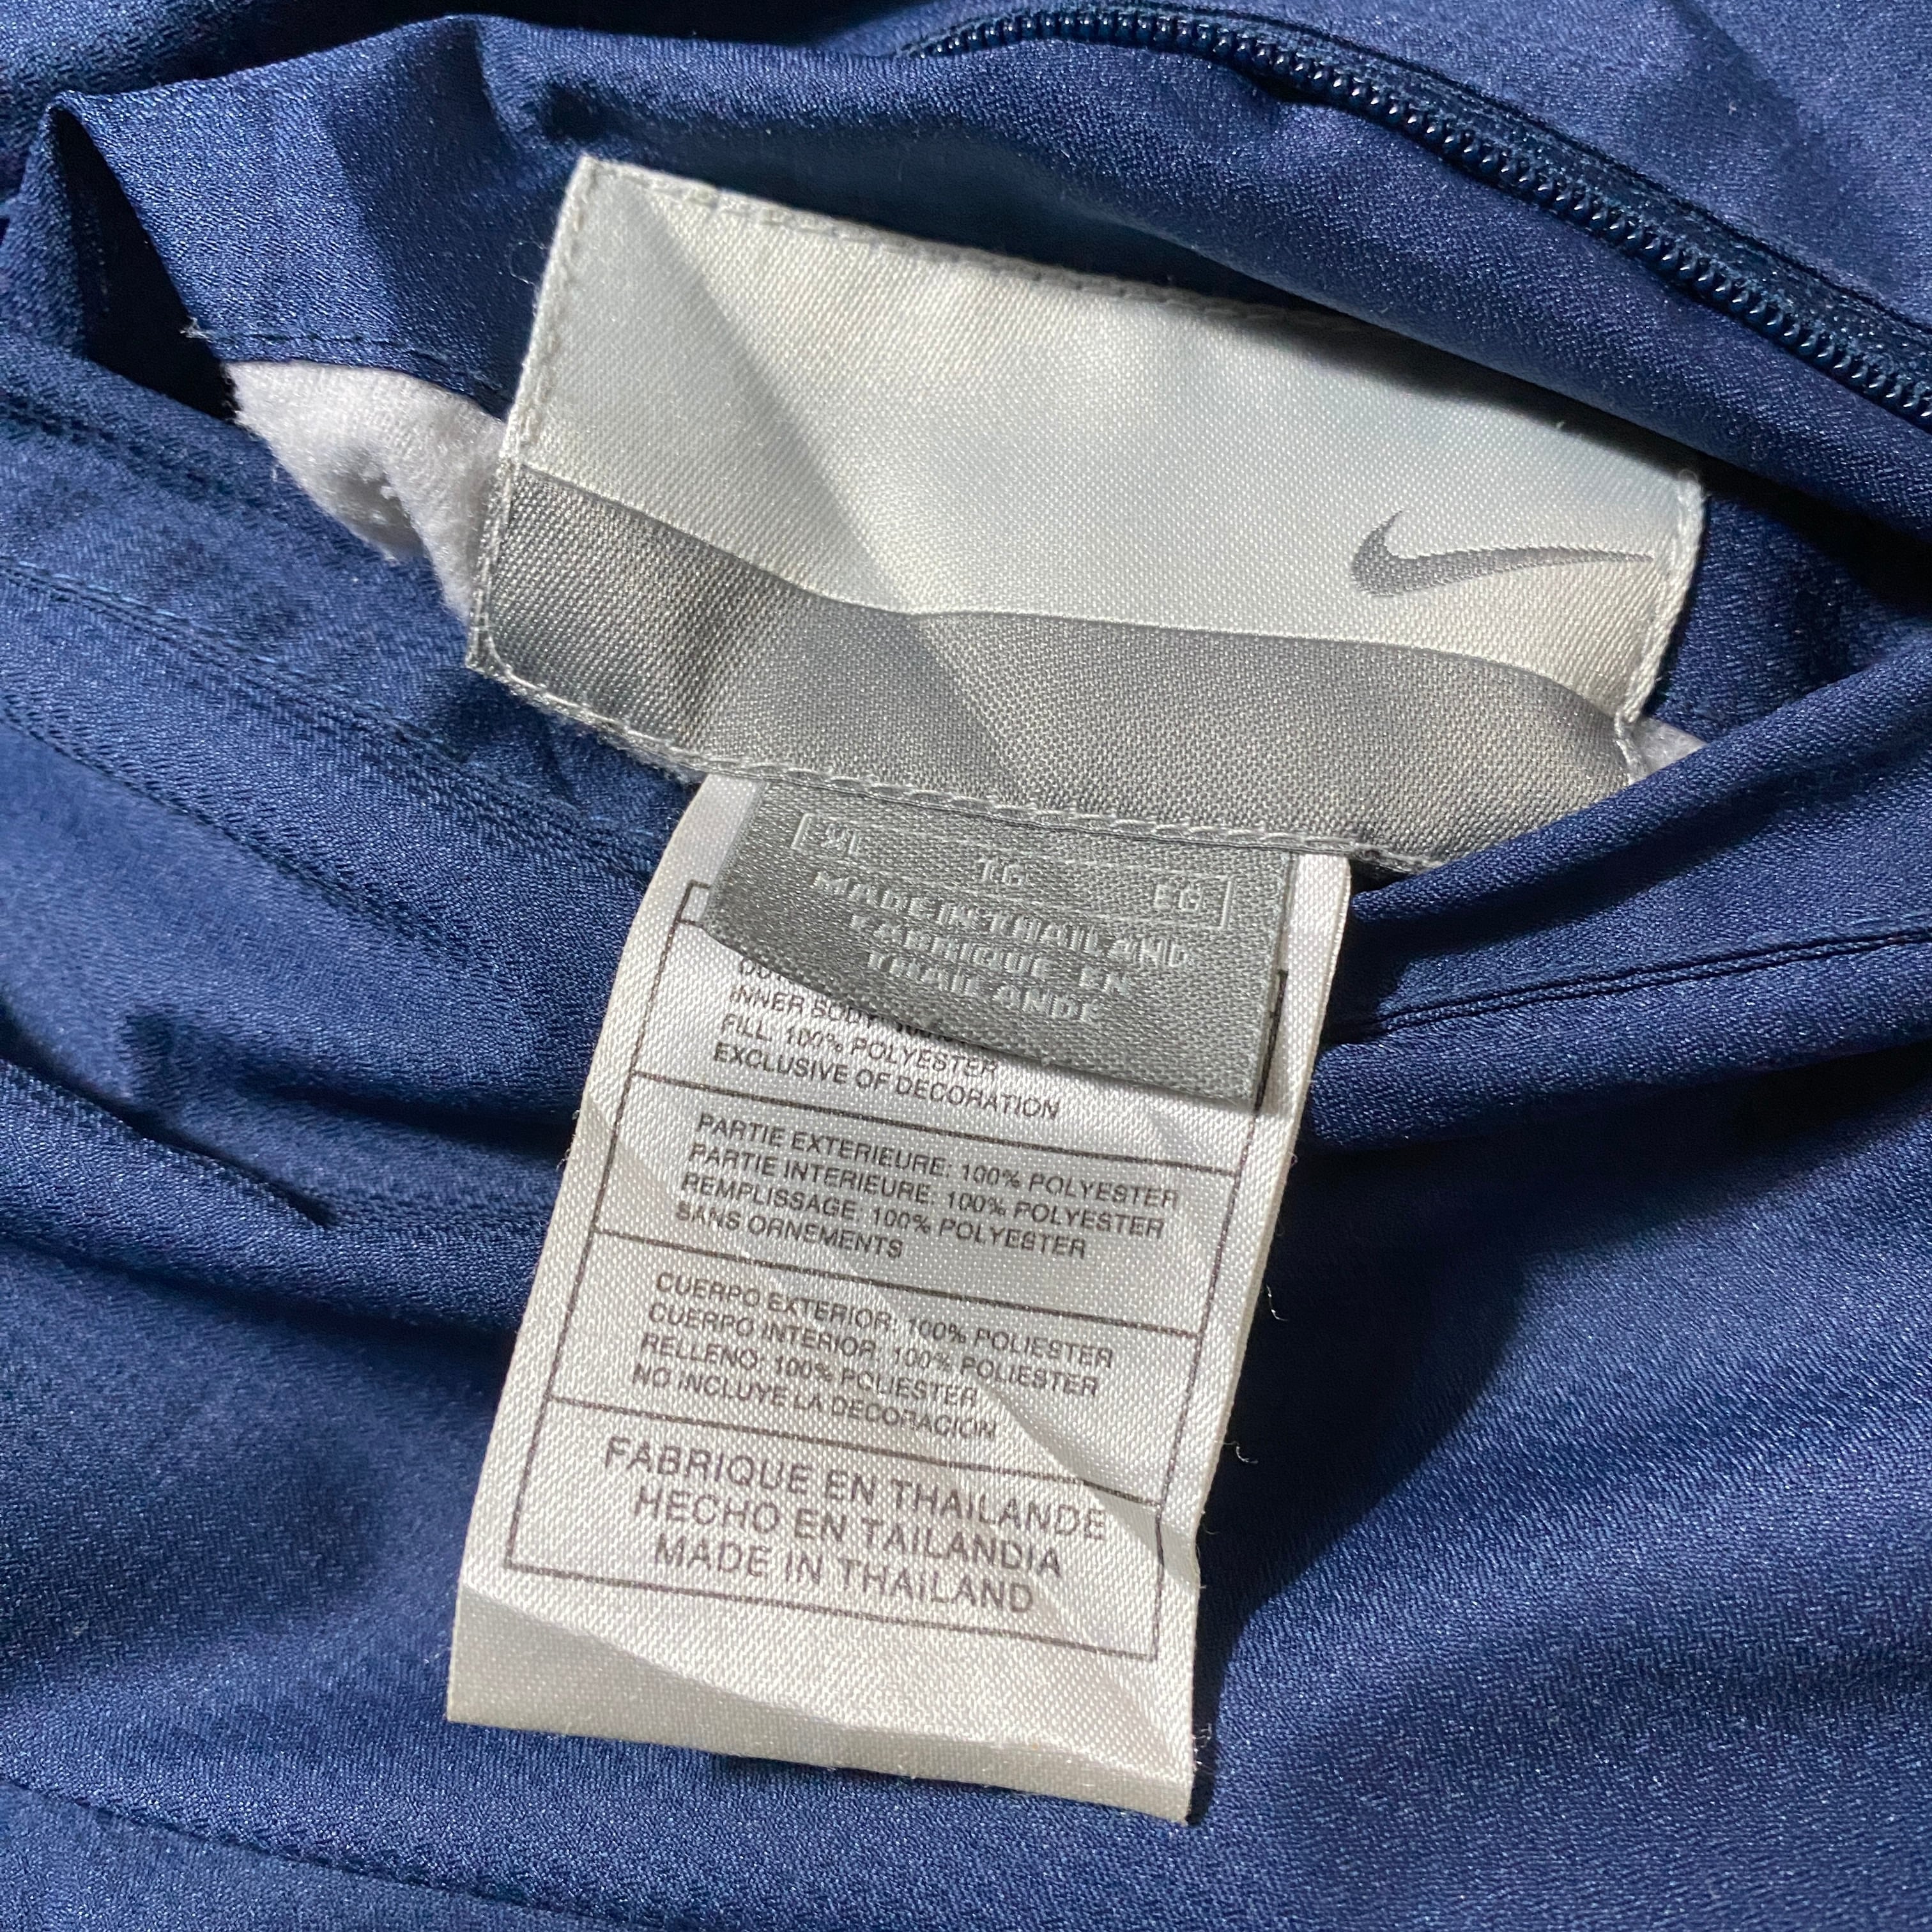 XL TG EG
MADE IN THAILAND
FABRIQUE EN
THAILANDE
INNER BODY:
FILL: 100% POLYESTER
EXCLUSIVE OF DECORATION
PARTIE EXTERIEURE: 100% POLYESTER
PARTIE INTERIEURE: 100% POLYESTER
REMPLISSAGE: 100% POLYESTER
SANS ORNEMENTS
CUERPO EXTERIOR: 100% POLIESTER
CUERPO INTERIOR: 100% POLIESTER
RELLENO: 100% POLIESTER
NO INCLUYE LA DECORACION
FABRIQUE EN THAILANDE
HECHO EN TAILANDIA
MADE IN THAILAND